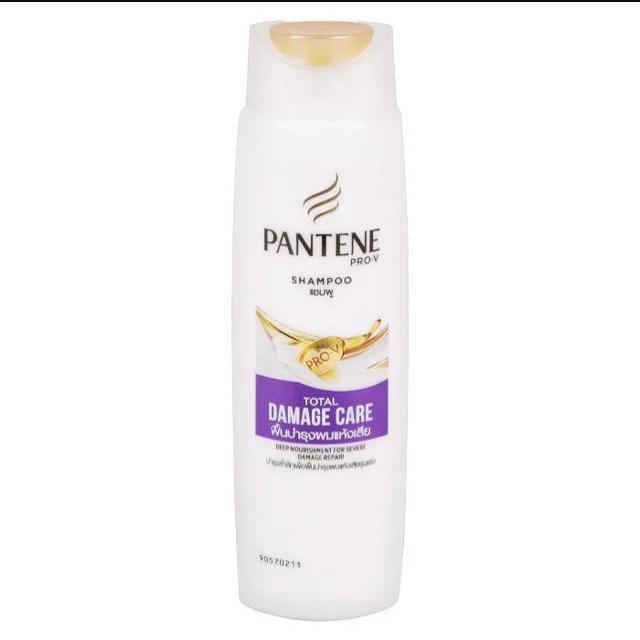 PANTENE
PRO-V
SHAMPOO
แชมพู
PRO-V
TOTAL
DAMAGE CARE
ฟื้นบำรุงผมแห้งเสีย
DEEP NOURISHMENT FOR SEVERE
DAMAGE REPAIR
90570211